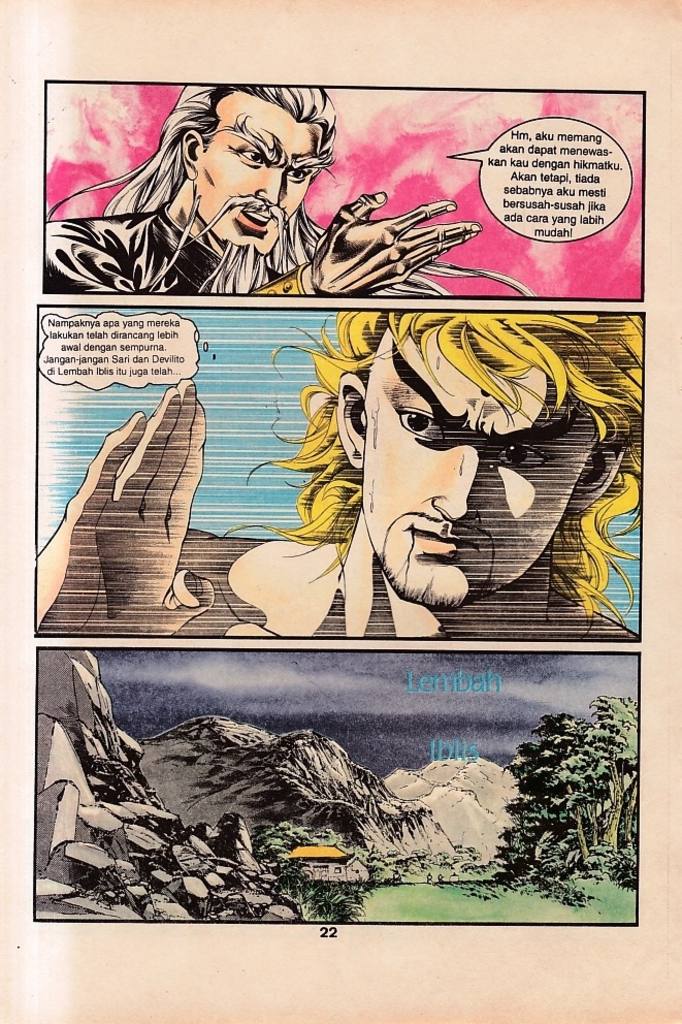 Hm, aku memang
akan dapat menewas-
kan kau dengan hikmatku.
Akan tetapi, tiada
sebabnya aku mesti
bersusah-susah jika
ada cara yang labih
mudah!
Nampaknya apa yang mereka
lakukan telah dirancang lebih
awal dengan sempurna.
Jangan-jangan Sari dan Devilito
di Lembah Iblis itu juga telah...
Lembah
Iblis
22